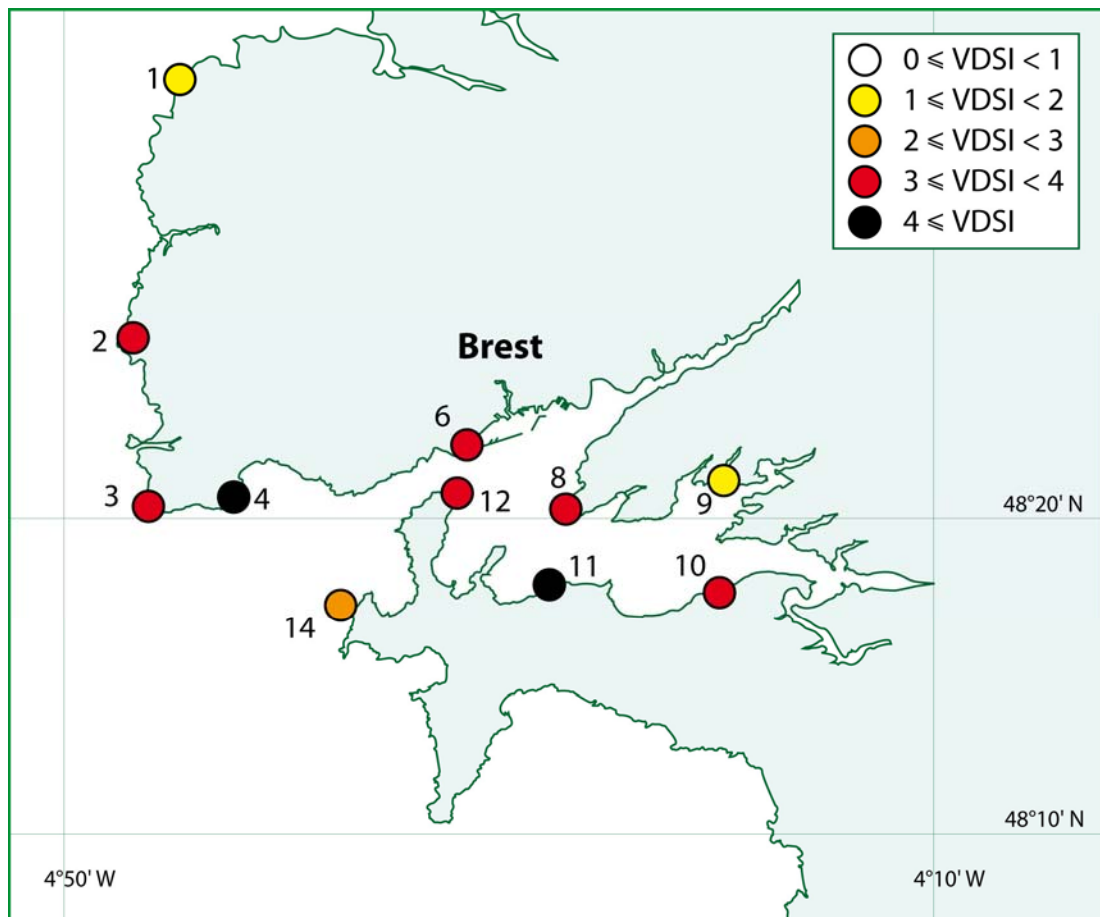 0 ⩽ VDSI < 1
1 ⩽ VDSI < 2
2 ⩽ VDSI < 3
3 ⩽ VDSI < 4
4 ⩽ VDSI
1
2
Brest
6
3
4
12
8
9
48°20' N
11
10
14
48°10' N
4°50' W
4°10' W